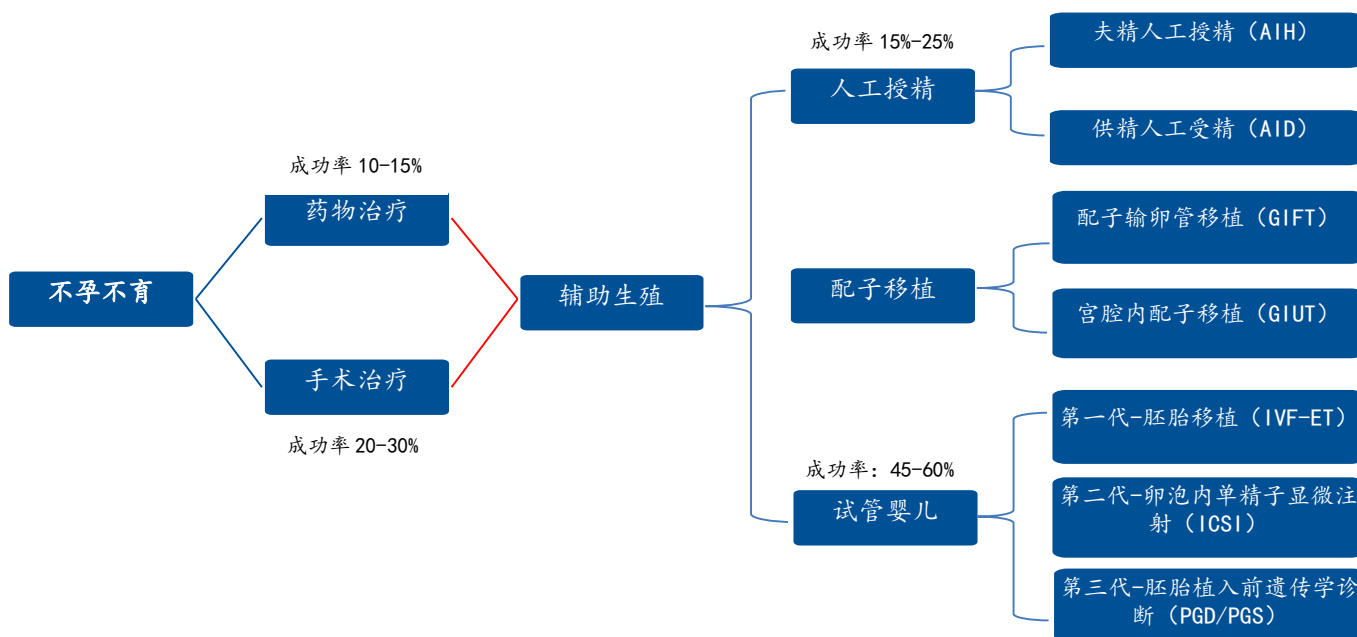 成功率 15%-25%
夫精人工授精（AIH）
人工授精
供精人工受精（AID）
成功率 10-15%
药物治疗
配子输卵管移植（GIFT）
不孕不育
辅助生殖
配子移植
宫腔内配子移植（GIUT）
手术治疗
成功率 20-30%
第一代-胚胎移植（IVF-ET）
成功率：45-60%
试管婴儿
第二代-卵泡内单精子显微注
射（ICSI）
第三代-胚胎植入前遗传学诊
断（PGD/PGS）